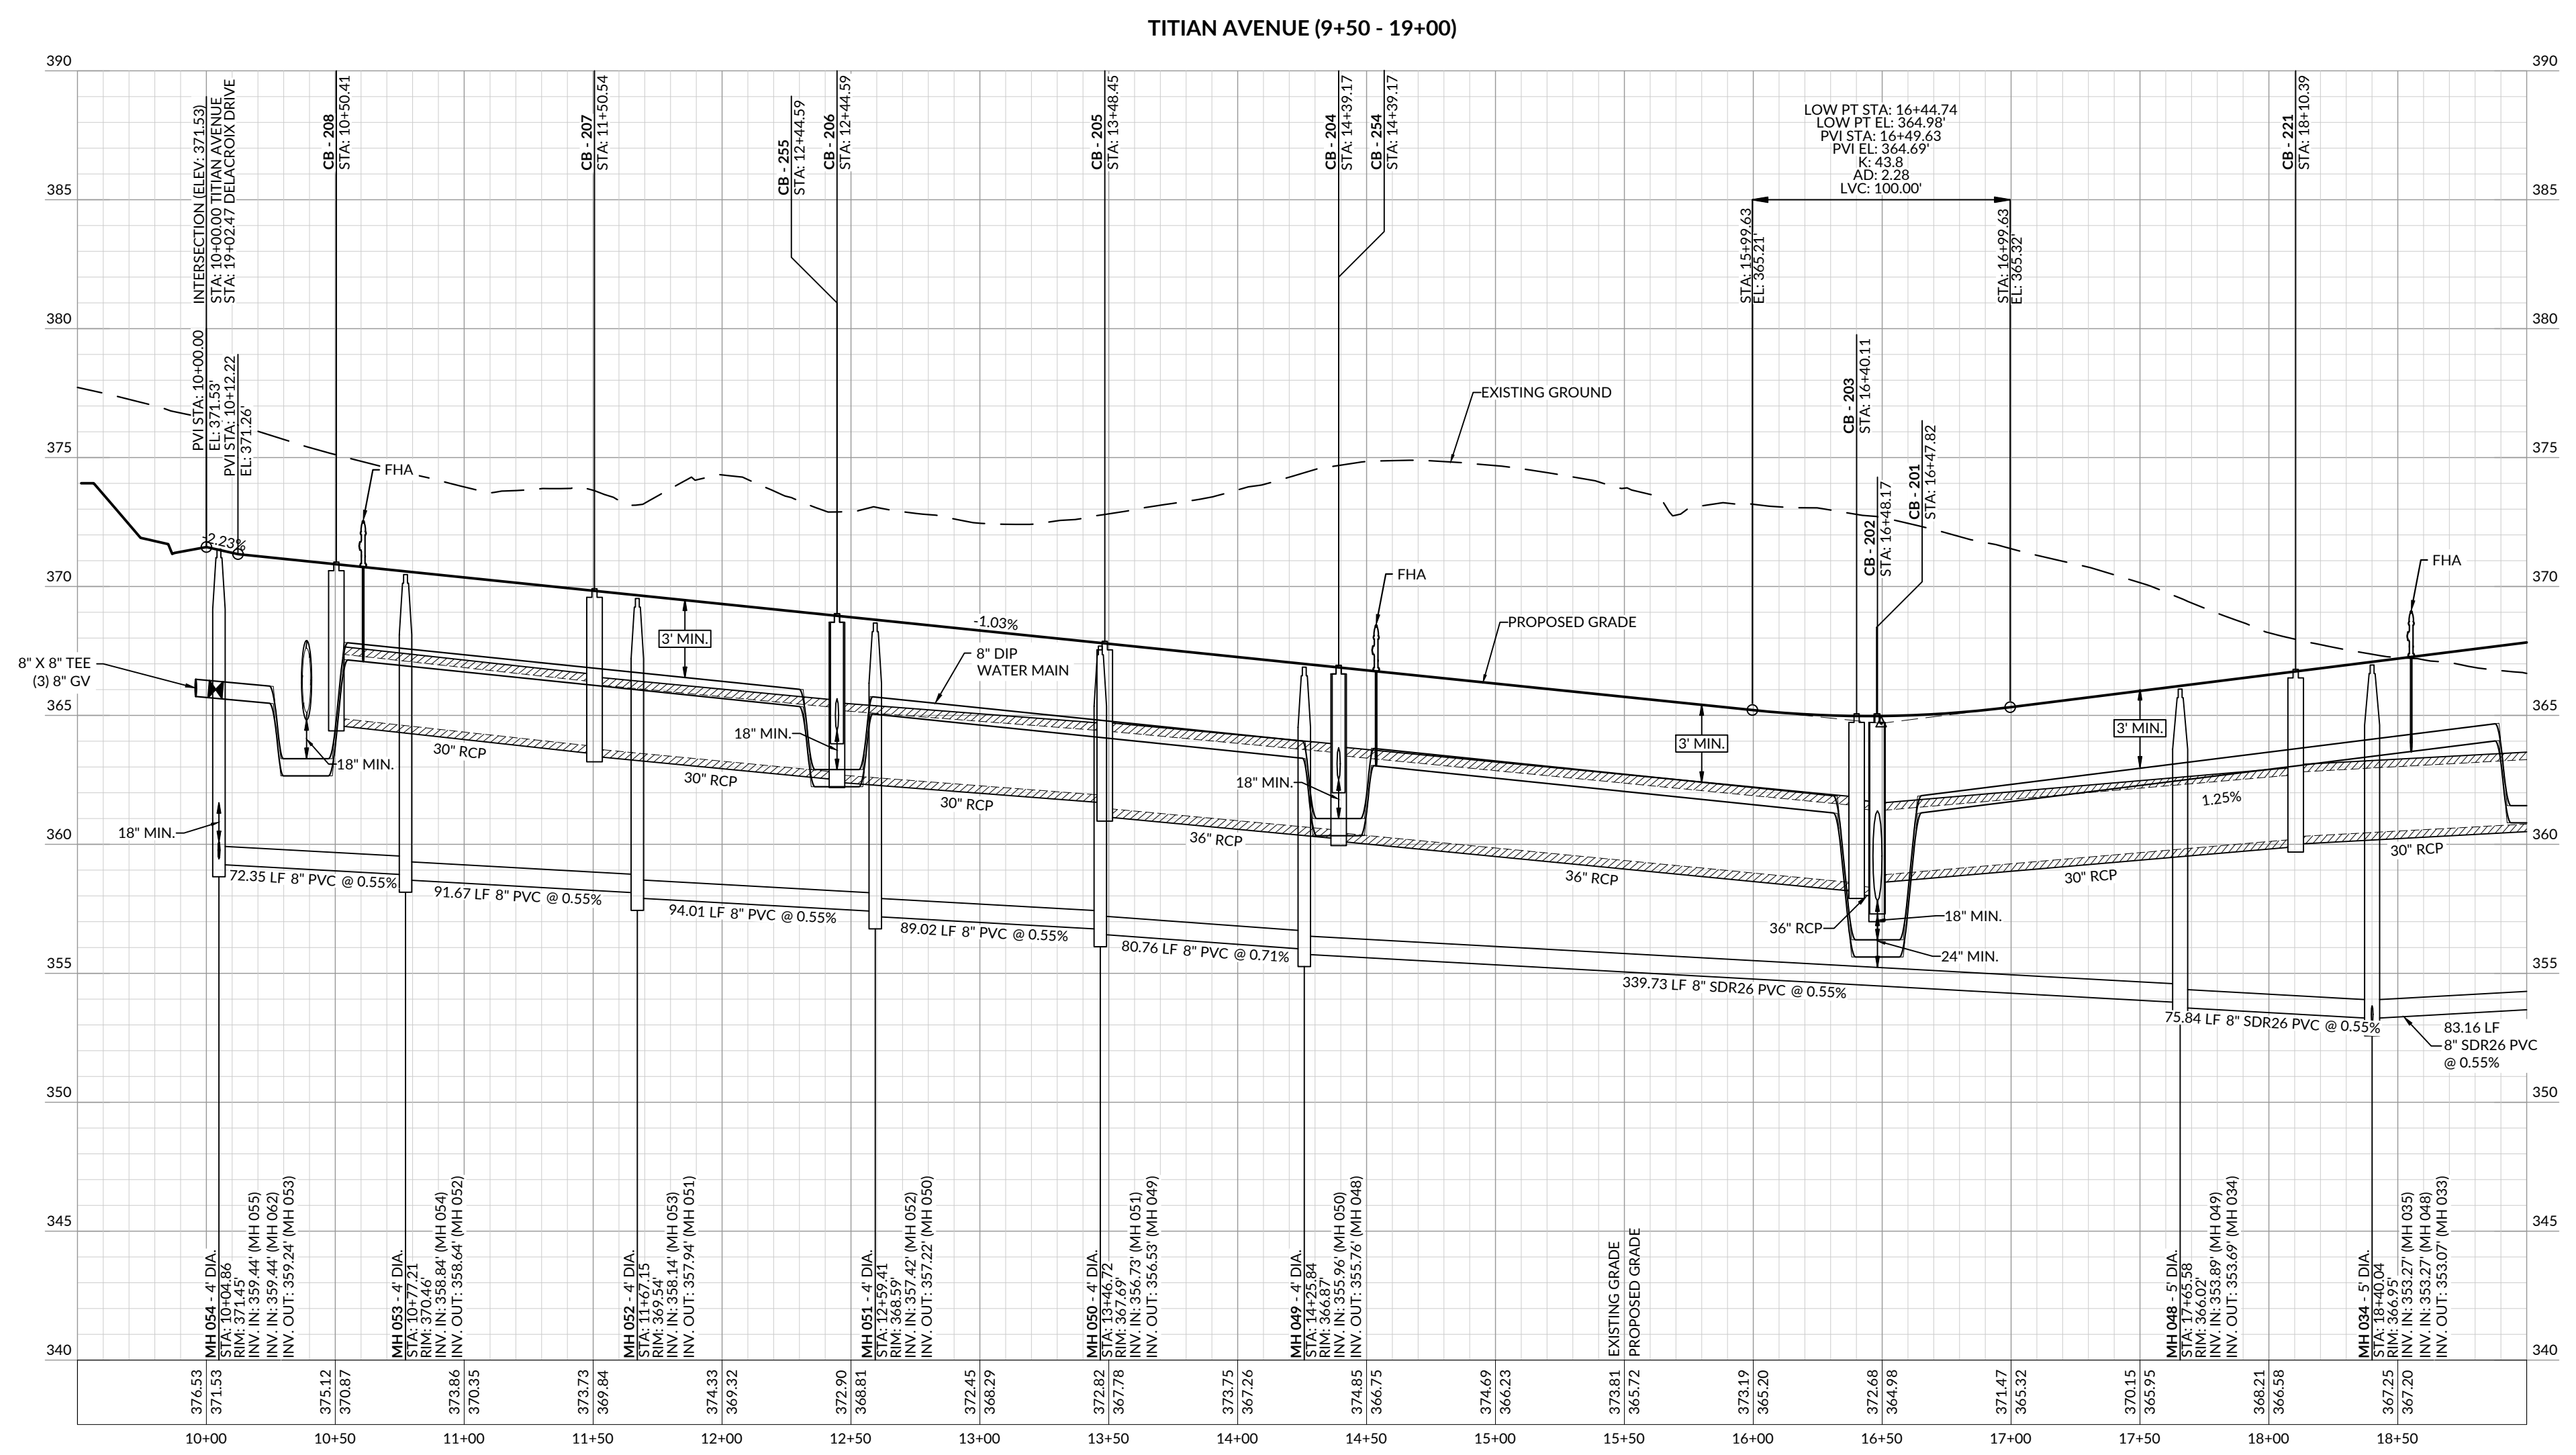 TITIAN AVENUE (9+50 - 19+00)
390
390
385
385
380
380
375
375
370
370
365
365
360
360
355
355
350
350
345
345
340
340
INTERSECTION (ELEV: 371.53)
STA: 10+00.00 TITIAN AVENUE
STA: 19+02.47 DELACROIX DRIVE
PVI STA: 10+00.00
EL: 371.53'
PVI STA: 10+12.22
EL: 371.26'
CB - 208
STA: 10+50.41
CB - 207
STA: 11+50.54
CB - 255
STA: 12+44.59
CB - 206
STA: 12+44.59
CB - 205
STA: 13+48.45
CB - 204
STA: 14+39.17
CB - 254
STA: 14+39.17
LOW PT STA: 16+44.74
LOW PT EL: 364.98'
PVI STA: 16+49.63
PVI EL: 364.69'
K: 43.8
AD: 2.28
LVC: 100.00'
STA: 15+99.63
EL: 365.21'
STA: 16+99.63
EL: 365.32'
CB - 203
STA: 16+40.11
CB - 202
STA: 16+48.17
CB - 201
STA: 16+47.82
CB - 221
STA: 18+10.39
EXISTING GROUND
FHA
FHA
FHA
-2.23%
-1.03%
1.25%
PROPOSED GRADE
8" DIP
WATER MAIN
8" X 8" TEE
(3) 8" GV
3' MIN.
3' MIN.
3' MIN.
18" MIN.
18" MIN.
18" MIN.
18" MIN.
18" MIN.
24" MIN.
30" RCP
30" RCP
30" RCP
36" RCP
36" RCP
36" RCP
30" RCP
30" RCP
72.35 LF 8" PVC @ 0.55%
91.67 LF 8" PVC @ 0.55%
94.01 LF 8" PVC @ 0.55%
89.02 LF 8" PVC @ 0.55%
80.76 LF 8" PVC @ 0.71%
339.73 LF 8" SDR26 PVC @ 0.55%
75.84 LF 8" SDR26 PVC @ 0.55%
83.16 LF
8" SDR26 PVC
@ 0.55%
MH 054 - 4' DIA.
STA: 10+04.86
RIM: 371.45'
INV. IN: 359.44' (MH 055)
INV. IN: 359.44' (MH 062)
INV. OUT: 359.24' (MH 053)
MH 053 - 4' DIA.
STA: 10+77.21
RIM: 370.46'
INV. IN: 358.84' (MH 054)
INV. OUT: 358.64' (MH 052)
MH 052 - 4' DIA.
STA: 11+67.15
RIM: 369.54'
INV. IN: 358.14' (MH 053)
INV. OUT: 357.94' (MH 051)
MH 051 - 4' DIA.
STA: 12+59.41
RIM: 368.59'
INV. IN: 357.42' (MH 052)
INV. OUT: 357.22' (MH 050)
MH 050 - 4' DIA.
STA: 13+46.72
RIM: 367.69'
INV. IN: 356.73' (MH 051)
INV. OUT: 356.53' (MH 049)
MH 049 - 4' DIA.
STA: 14+25.84
RIM: 366.87'
INV. IN: 355.96' (MH 050)
INV. OUT: 355.76' (MH 048)
EXISTING GRADE
PROPOSED GRADE
MH 048 - 5' DIA.
STA: 17+65.58
RIM: 366.02'
INV. IN: 353.89' (MH 049)
INV. OUT: 353.69' (MH 034)
MH 034 - 5' DIA.
STA: 18+40.04
RIM: 366.95'
INV. IN: 353.27' (MH 035)
INV. IN: 353.27' (MH 048)
INV. OUT: 353.07' (MH 033)
376.53
371.53
375.12
370.87
373.86
370.35
373.73
369.84
374.33
369.32
372.90
368.81
372.45
368.29
372.82
367.78
373.75
367.26
374.85
366.75
374.69
366.23
373.81
365.72
373.19
365.20
372.68
364.98
371.47
365.32
370.15
365.95
368.21
366.58
367.25
367.20
10+00
10+50
11+00
11+50
12+00
12+50
13+00
13+50
14+00
14+50
15+00
15+50
16+00
16+50
17+00
17+50
18+00
18+50